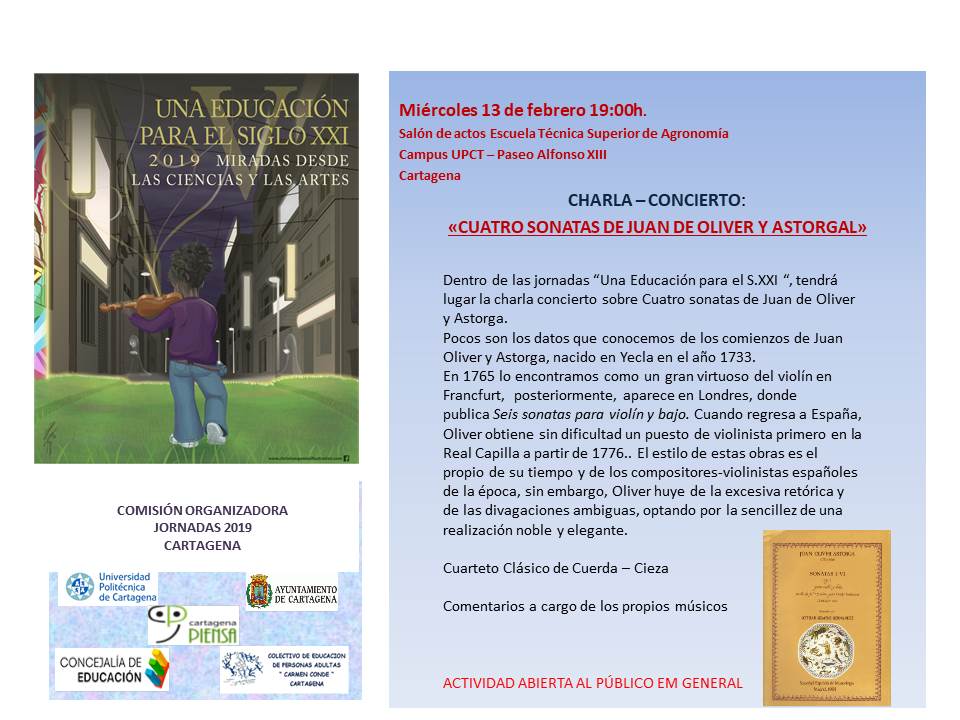 UNA EDUCACIÓN
PARA EL SIGLO XXI
2019 MIRADAS DESDE
LAS CIENCIAS Y LAS ARTES
COMISIÓN ORGANIZADORA
JORNADAS 2019
CARTAGENA
Universidad
Politécnica
de Cartagena
AYUNTAMIENTO
DE CARTAGENA
cartagena
PIENSA
CONCEJALÍA DE
EDUCACIÓN
COLECTIVO DE EDUCACION
DE PERSONAS ADULTAS
" CARMEN CONDE "
CARTAGENA
Miércoles 13 de febrero 19:00h.
Salón de actos Escuela Técnica Superior de Agronomía
Campus UPCT – Paseo Alfonso XIII
Cartagena
CHARLA – CONCIERTO:
«CUATRO SONATAS DE JUAN DE OLIVER Y ASTORGAL»
Dentro de las jornadas “Una Educación para el S.XXI “, tendrá
lugar la charla concierto sobre Cuatro sonatas de Juan de Oliver
y Astorga.
Pocos son los datos que conocemos de los comienzos de Juan
Oliver y Astorga, nacido en Yecla en el año 1733.
En 1765 lo encontramos como un gran virtuoso del violín en
Francfurt, posteriormente, aparece en Londres, donde
publica Seis sonatas para violín y bajo. Cuando regresa a España,
Oliver obtiene sin dificultad un puesto de violinista primero en la
Real Capilla a partir de 1776.. El estilo de estas obras es el
propio de su tiempo y de los compositores-violinistas españoles
de la época, sin embargo, Oliver huye de la excesiva retórica y
de las divagaciones ambiguas, optando por la sencillez de una
realización noble y elegante.
Cuarteto Clásico de Cuerda – Cieza
Comentarios a cargo de los propios músicos
ACTIVIDAD ABIERTA AL PÚBLICO EM GENERAL
JUAN OLIVER ASTORGA
SONATAS I-VI